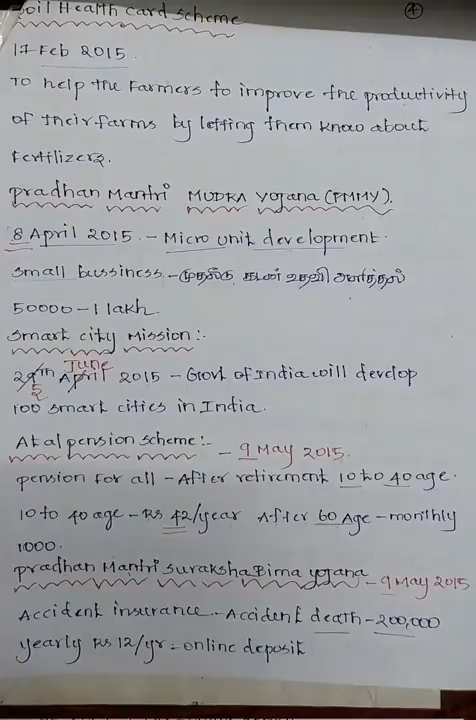 Soil Health card scheme
④
17 Feb 2015.
To help the Farmers to improve the productivity
of their farms by letting them know about
Fertilizers.
pradhan Mantri MUDRA yojana (PMMY).
8 April 2015. - Micro unit development.
small bussiness - கடன் உதவி அளித்தல்
50000 - 1 lakh.
smart city Mission:-
25th June 2015 - Govt of India will develop
100 smart cities in India.
Atal pension scheme:- - 9 May 2015.
pension for all - After retirement 10 to 40 age.
10 to 40 age - Rs 42/year After 60 Age - monthly
1000.
pradhan Mantri suraksha Bima yojana - 9 May 2015
Accident insurance - Accident death - 200,000
yearly Rs 12/yr - online deposit